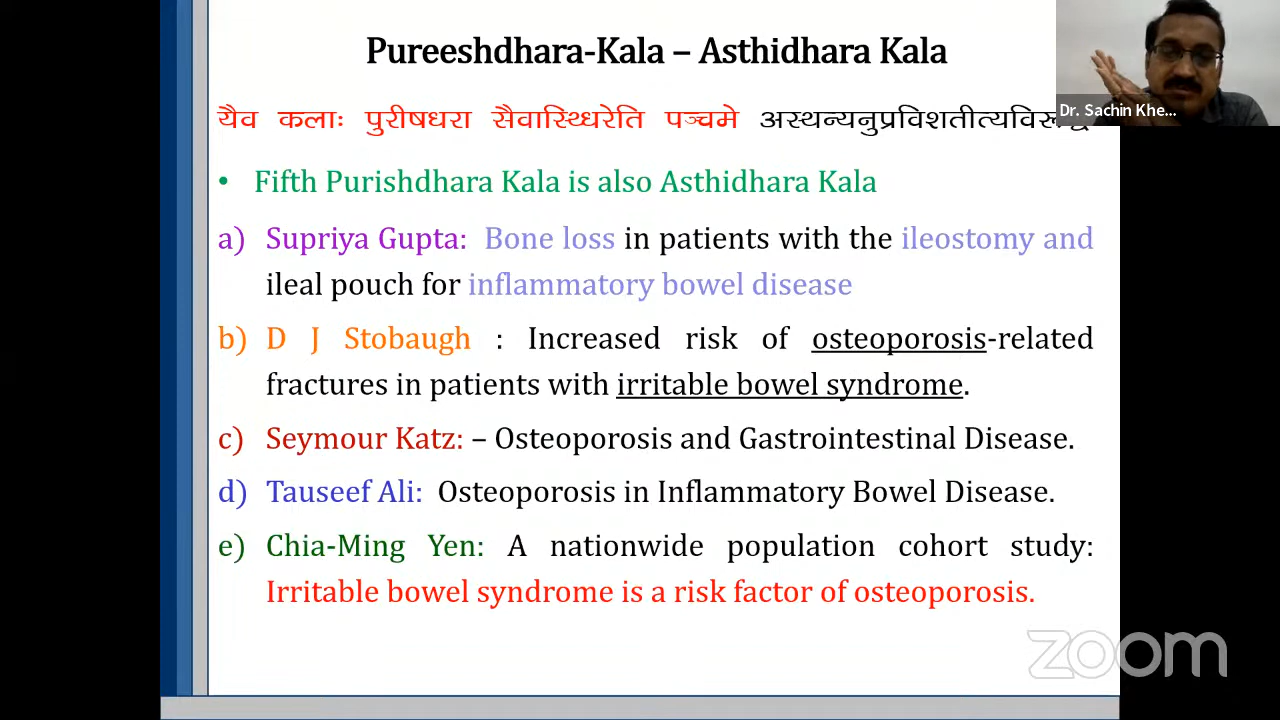 Pureeshdhara-Kala – Asthidhara Kala
यैव कलाः पुरीषधरा सैवास्थ्धिरेति पञ्चमे अस्थन्यनुप्रविशतीत्यविरूद्ध
Dr. Sachin Khe...
• Fifth Purishdhara Kala is also Asthidhara Kala
a) Supriya Gupta: Bone loss in patients with the ileostomy and
ileal pouch for inflammatory bowel disease
b) D J Stobaugh : Increased risk of osteoporosis-related
fractures in patients with irritable bowel syndrome.
c) Seymour Katz: – Osteoporosis and Gastrointestinal Disease.
d) Tauseef Ali: Osteoporosis in Inflammatory Bowel Disease.
e) Chia-Ming Yen: A nationwide population cohort study:
Irritable bowel syndrome is a risk factor of osteoporosis.
zoom